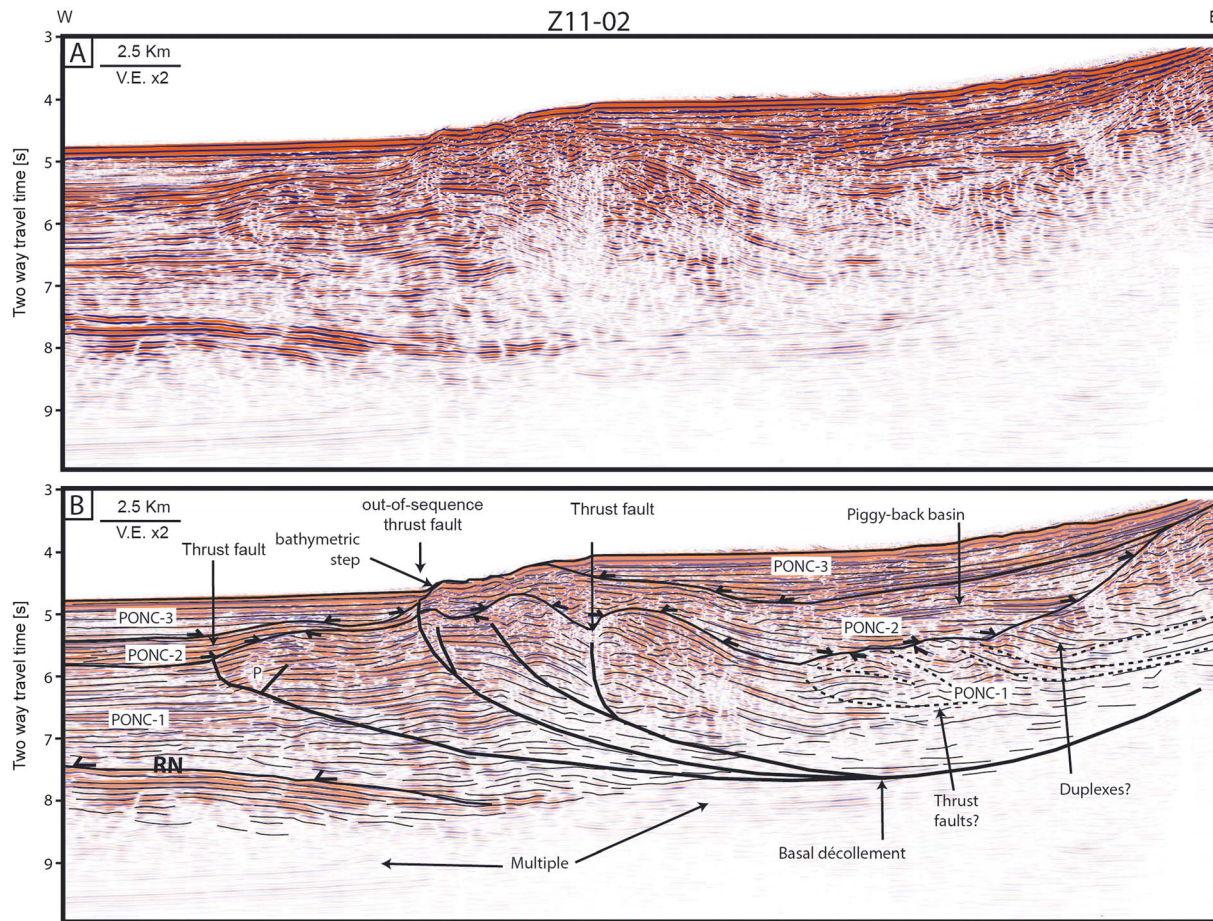 Z11-02
W
E
3
4
5
6
7
8
9
Two way travel time [s]
A
2.5 Km
V.E. x2
3
4
5
6
7
8
9
Two way travel time [s]
B
2.5 Km
V.E. x2
Thrust fault
bathymetric
step
out-of-sequence
thrust fault
Thrust fault
Piggy-back basin
PONC-3
PONC-3
PONC-2
PONC-2
P
PONC-1
PONC-1
RN
Duplexes?
Thrust
faults?
Basal décollement
Multiple